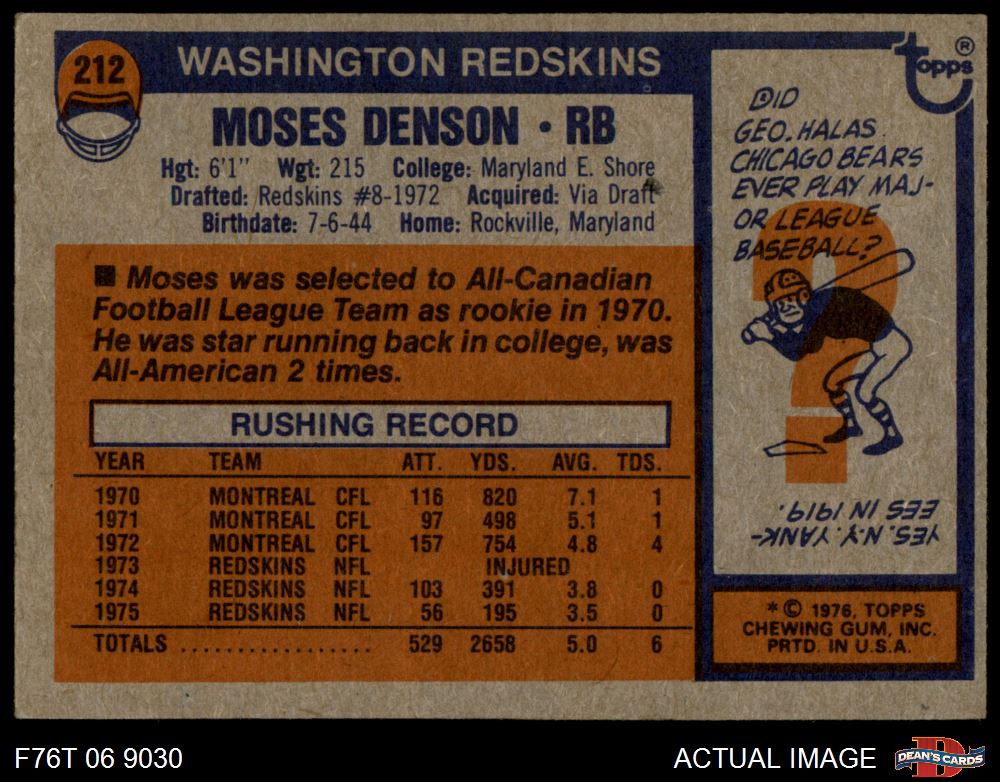 212
WASHINGTON REDSKINS
MOSES DENSON • RB
Hgt: 6'1" Wgt: 215 College: Maryland E. Shore
Drafted: Redskins #8-1972 Acquired: Via Draft
Birthdate: 7-6-44 Home: Rockville, Maryland
■ Moses was selected to All-Canadian
Football League Team as rookie in 1970.
He was star running back in college, was
All-American 2 times.
RUSHING RECORD
YEAR TEAM ATT. YDS. AVG. TDS.
1970 MONTREAL CFL 116 820 7.1 1
1971 MONTREAL CFL 97 498 5.1 1
1972 MONTREAL CFL 157 754 4.8 4
1973 REDSKINS NFL INJURED
1974 REDSKINS NFL 103 391 3.8 0
1975 REDSKINS NFL 56 195 3.5 0
TOTALS ................. 529 2658 5.0 6
topps ®
DID
GEO. HALAS
CHICAGO BEARS
EVER PLAY MAJ-
OR LEAGUE
BASEBALL?
?
YES. N.Y. YANK-
EES IN 1919.
* © 1976, TOPPS
CHEWING GUM, INC.
PRTD. IN U.S.A.
F76T 06 9030
ACTUAL IMAGE
D
DEAN'S CARDS